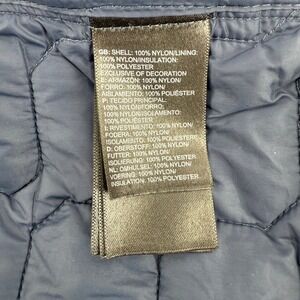 GB: SHELL: 100% NYLON/LINING:
100% NYLON/INSULATION:
100% POLYESTER
EXCLUSIVE OF DECORATION
E: ARMAZÓN: 100% NYLON/
FORRO: 100% NYLON/
AISLAMIENTO: 100% POLIÉSTER
P: TECIDO PRINCIPAL:
100% NYLON/FORRO:
100% NYLON/ISOLAMENTO:
100% POLIÉSTER
I: RIVESTIMENTO: 100% NYLON/
FODERA: 100% NYLON/
ISOLAMENTO: 100% POLIESTERE
D: OBERSTOFF: 100% NYLON/
FUTTER: 100% NYLON/
ISOLIERUNG: 100% POLYESTER
NL: OMHULSEL: 100% NYLON/
VOERING: 100% NYLON/
INSULATION: 100% POLYESTER